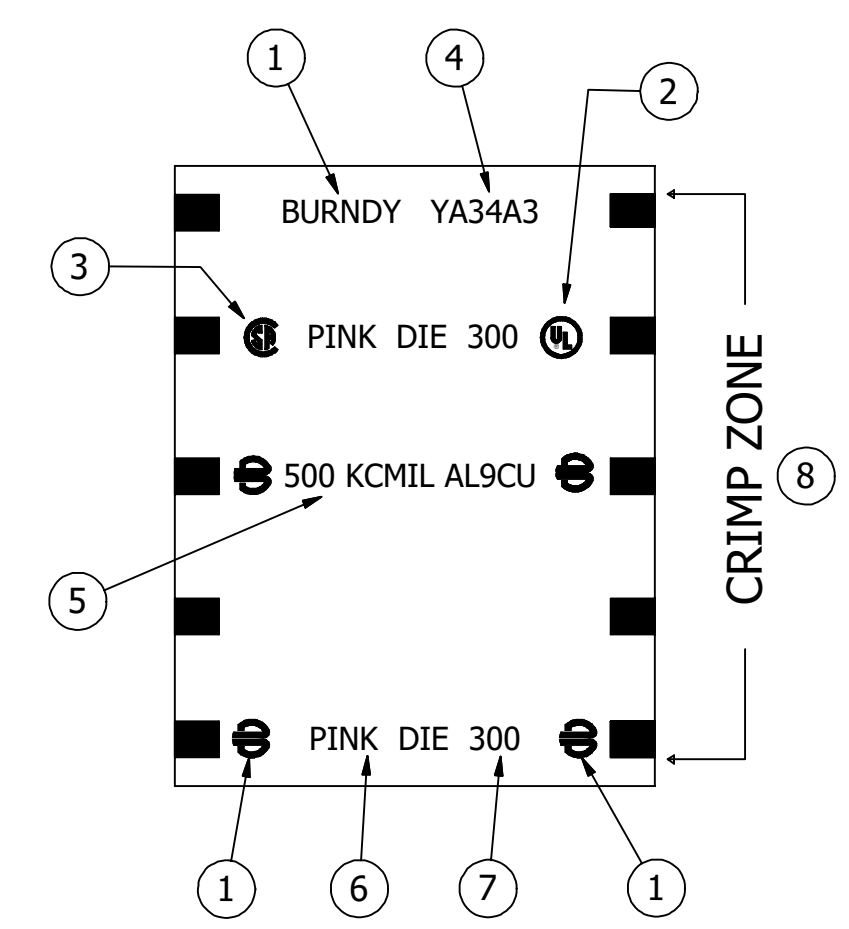 1 4 2
BURNDY YA34A3
3
PINK DIE 300 UL
500 KCMIL AL9CU
CRIMP ZONE
8
5
PINK DIE 300
1 6 7 1